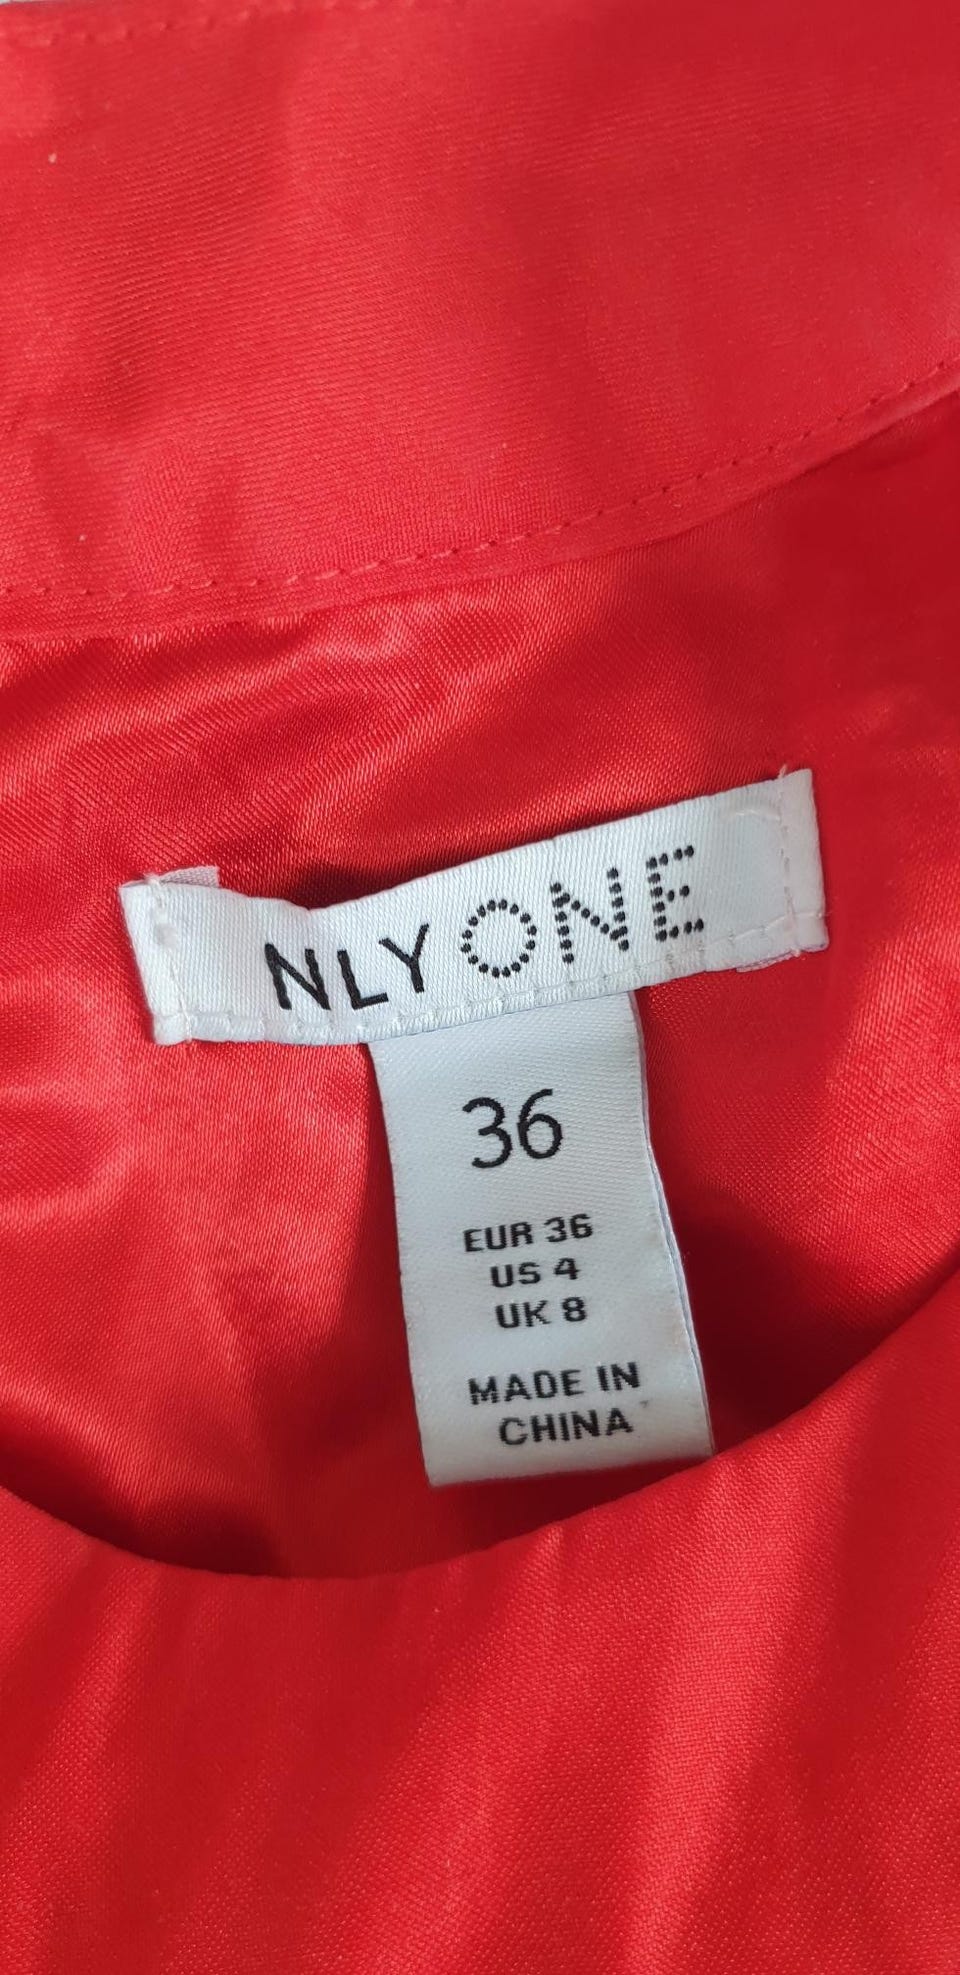 NLY ONE
36
EUR 36
US 4
UK 8
MADE IN
CHINA